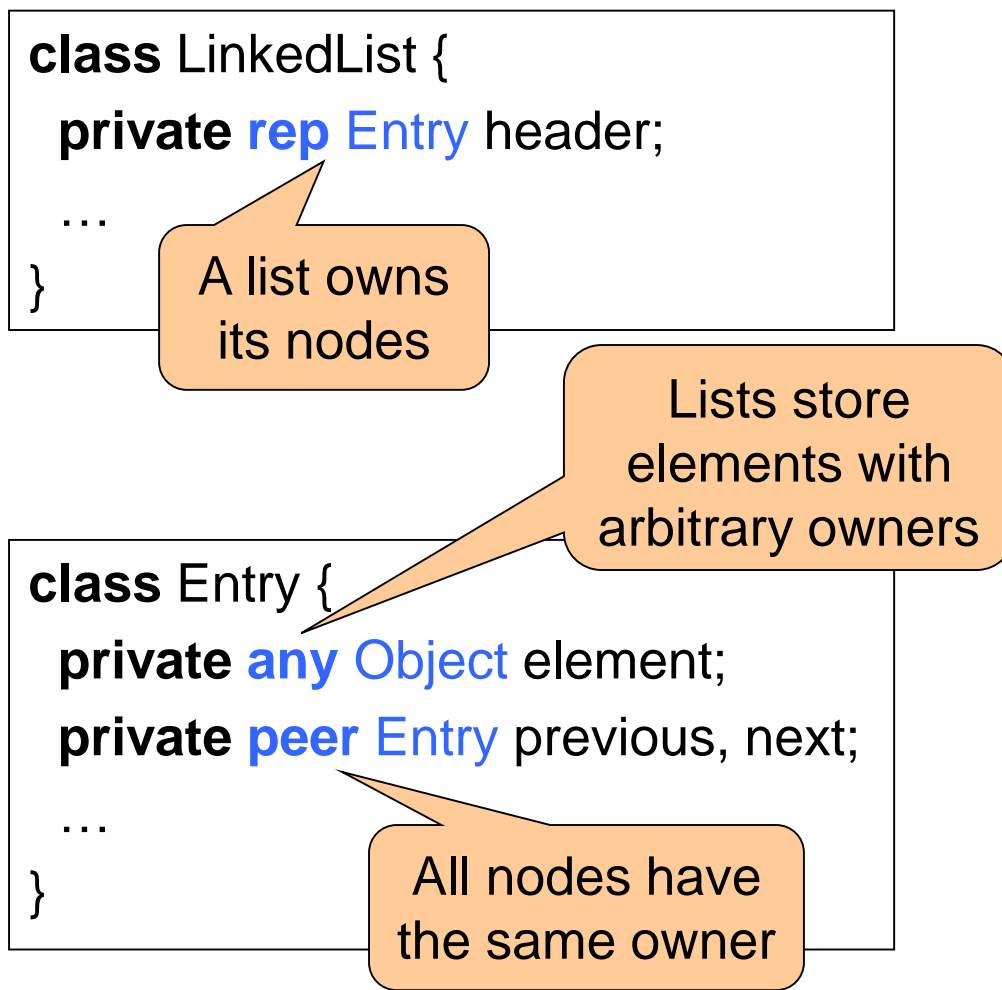 class LinkedList {
private rep Entry header;
…
}
A list owns
its nodes
Lists store
elements with
arbitrary owners
class Entry {
private any Object element;
private peer Entry previous, next;
…
}
All nodes have
the same owner